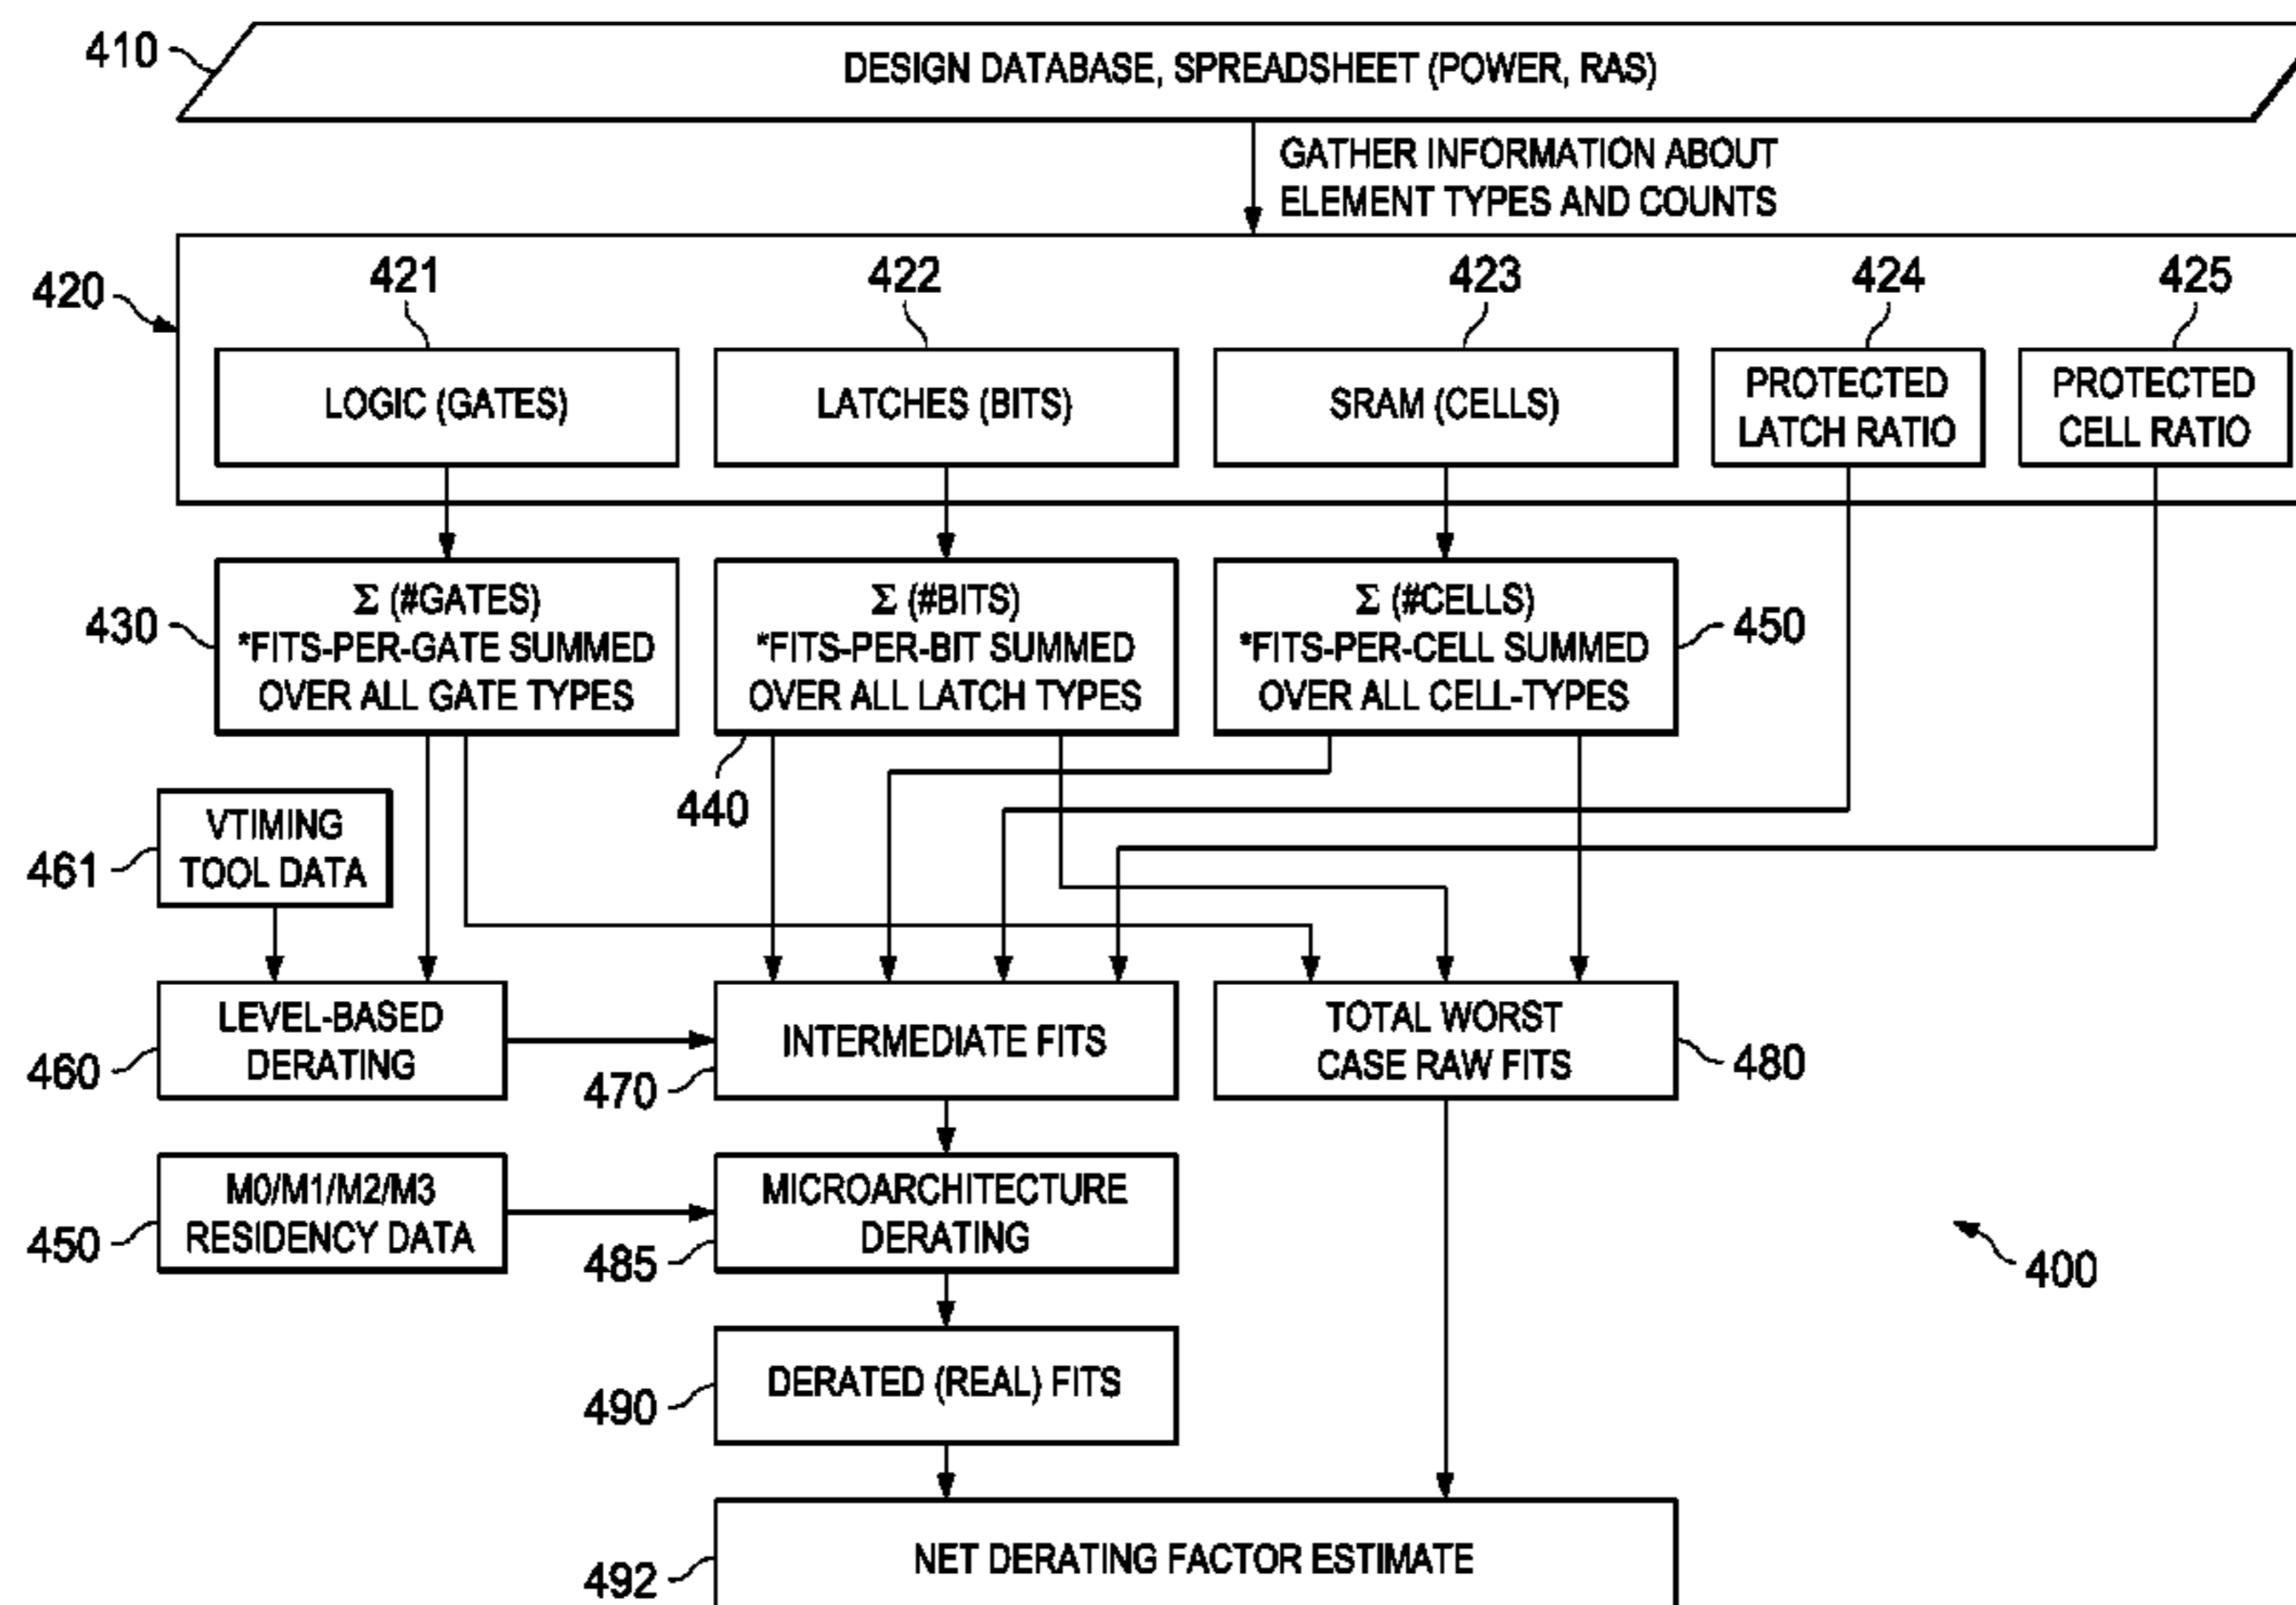 410
DESIGN DATABASE, SPREADSHEET (POWER, RAS)
GATHER INFORMATION ABOUT
ELEMENT TYPES AND COUNTS
420
421
422
423
424
425
LOGIC (GATES)
LATCHES (BITS)
SRAM (CELLS)
PROTECTED
LATCH RATIO
PROTECTED
CELL RATIO
430
Σ (#GATES)
*FITS-PER-GATE SUMMED
OVER ALL GATE TYPES
Σ (#BITS)
*FITS-PER-BIT SUMMED
OVER ALL LATCH TYPES
440
Σ (#CELLS)
*FITS-PER-CELL SUMMED
OVER ALL CELL-TYPES
450
VTIMING
TOOL DATA
461
LEVEL-BASED
DERATING
460
INTERMEDIATE FITS
470
TOTAL WORST
CASE RAW FITS
480
M0/M1/M2/M3
RESIDENCY DATA
450
MICROARCHITECTURE
DERATING
485
400
DERATED (REAL) FITS
490
NET DERATING FACTOR ESTIMATE
492